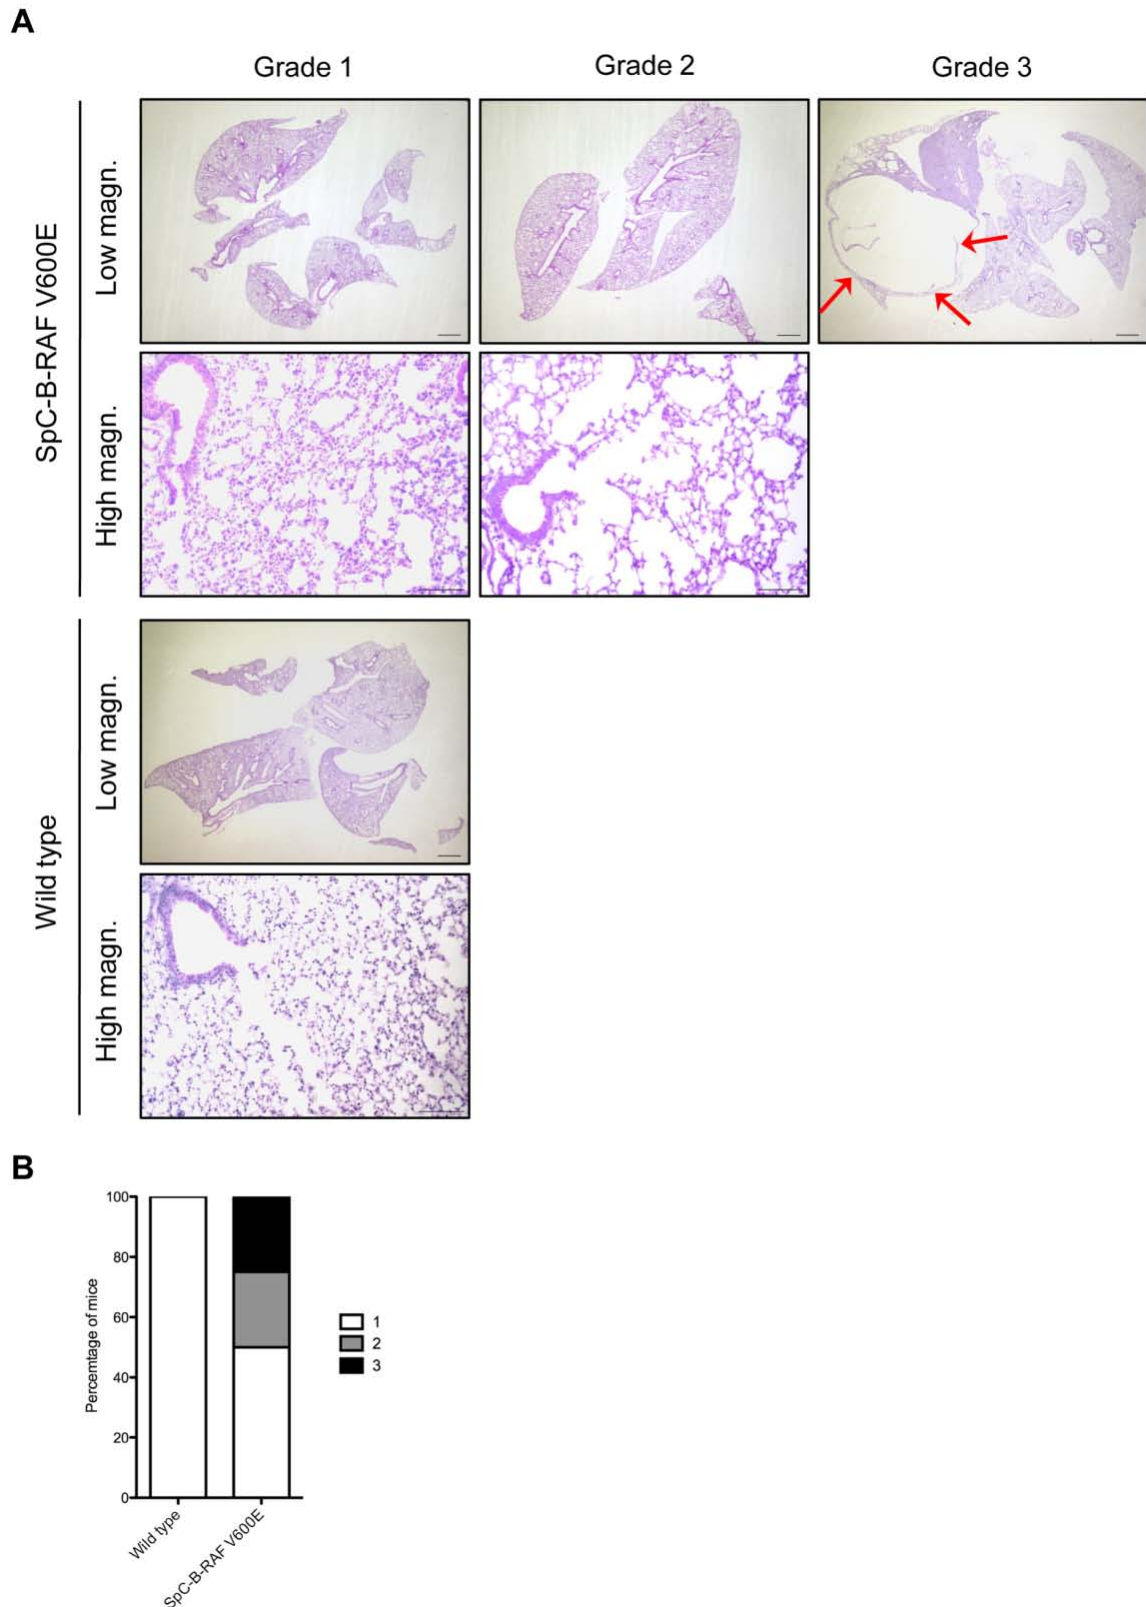 A
Grade 1
Grade 2
Grade 3
SpC-B-RAF V600E
Low magn.
High magn.
Wild type
Low magn.
High magn.
B
100
80
60
40
20
0
Percemtage of mice
Wild type
SpC-B-RAF V600E
1
2
3